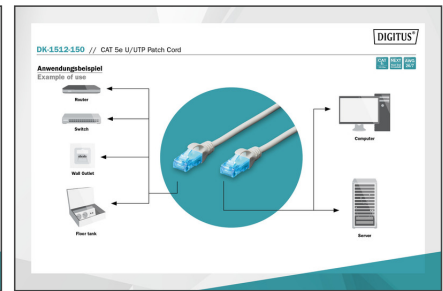 DIGITUS®
DK-1512-150 // CAT 5e U/UTP Patch Cord
Anwendungsbeispiel
Example of use
Router
Switch
Wall Outlet
Floor tank
Computer
Server